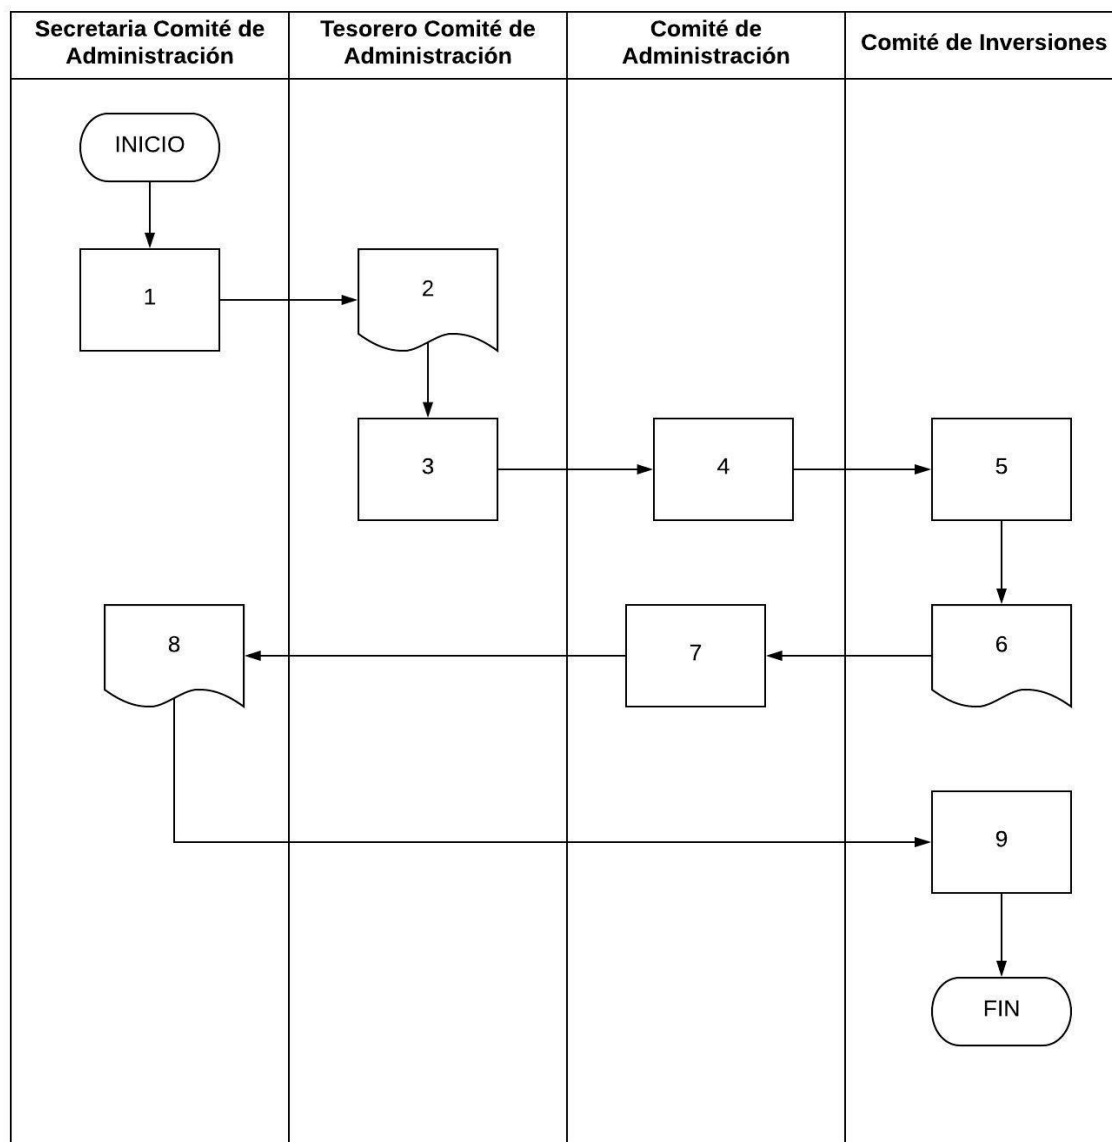 Secretaria Comité de
Administración
Tesorero Comité de
Administración
Comité de
Administración
Comité de Inversiones
INICIO
1
2
3
4
5
8
7
6
9
FIN